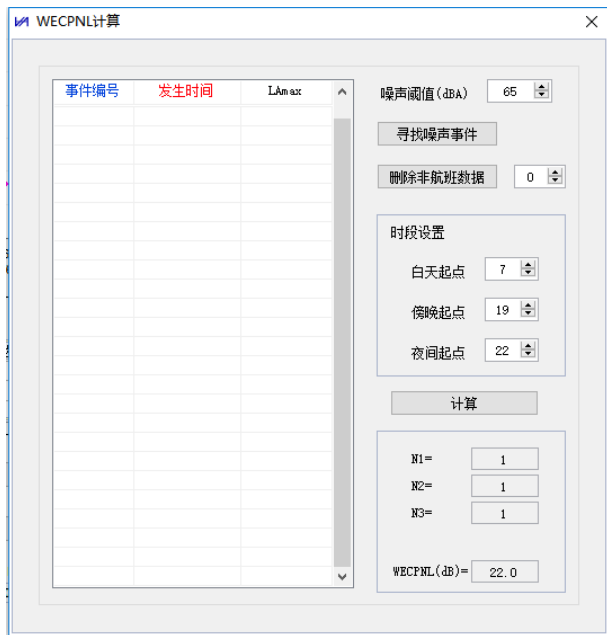 WECPNL计算
事件编号 发生时间 LAmax
噪声阈值(dBA) 65
寻找噪声事件
删除非航班数据 0
时段设置
白天起点 7
傍晚起点 19
夜间起点 22
计算
N1= 1
N2= 1
N3= 1
WECPNL(dB)= 22.0